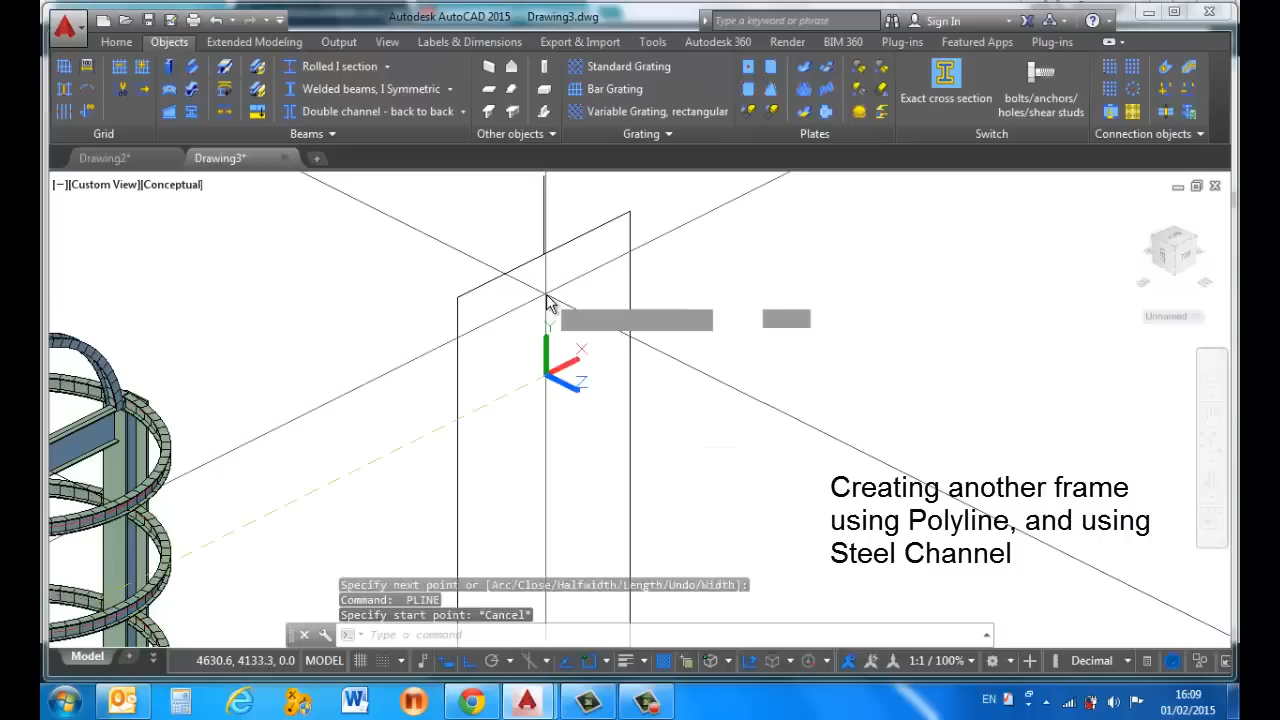 Autodesk AutoCAD 2015 Drawing3.dwg
Type a keyword or phrase
Sign In
Home Objects Extended Modeling Output View Labels & Dimensions Export & Import Tools Autodesk 360 Render BIM 360 Plug-ins Featured Apps Plug-ins
Rolled I section
Welded beams, I Symmetric
Double channel - back to back
Standard Grating
Bar Grating
Variable Grating, rectangular
Exact cross section
bolts/anchors/
holes/shear studs
Grid Beams Other objects Grating Plates Switch Connection objects
Drawing2* Drawing3*
[−][Custom View][Conceptual]
TOP
Unnamed
Y
X
Z
Creating another frame
using Polyline, and using
Steel Channel
Specify next point or [Arc/Close/Halfwidth/Length/Undo/Width]:
Command: PLINE
Specify start point: *Cancel*
Type a command
Model
4630.6, 4133.3, 0.0 MODEL
1:1 / 100%
Decimal
EN
16:09
01/02/2015